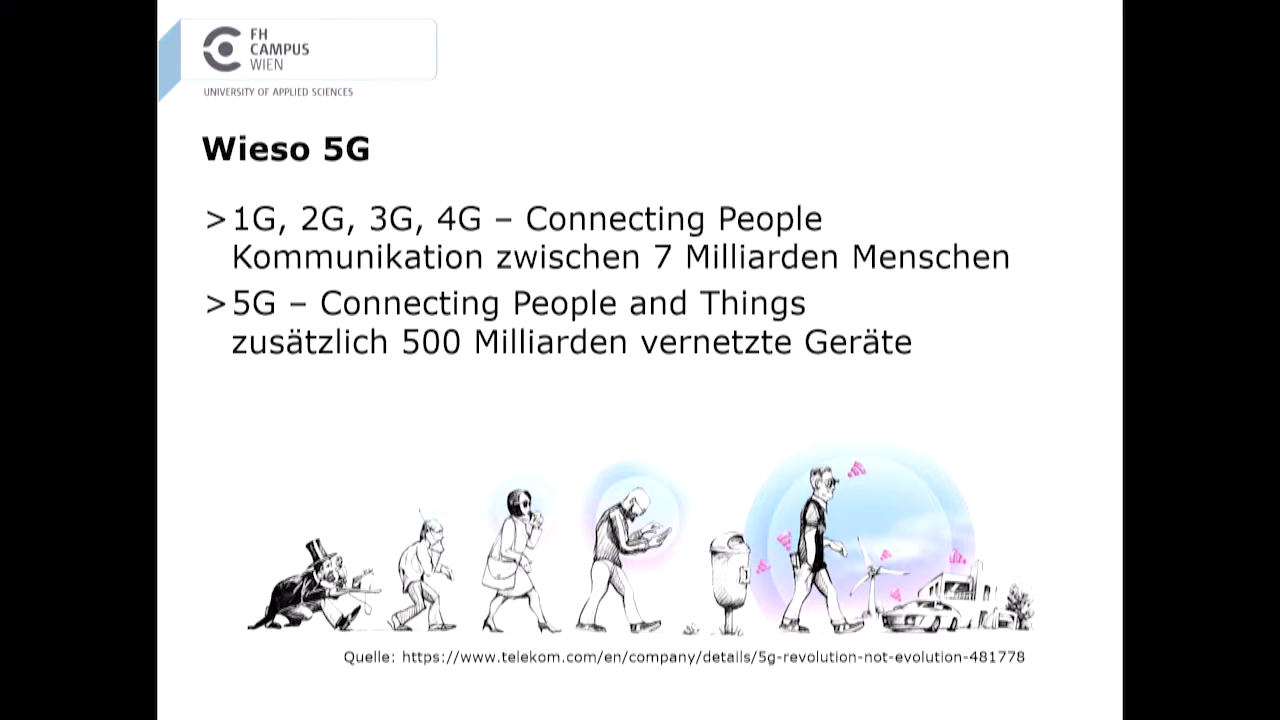 FH
CAMPUS
WIEN
UNIVERSITY OF APPLIED SCIENCES
Wieso 5G
>1G, 2G, 3G, 4G – Connecting People
Kommunikation zwischen 7 Milliarden Menschen
>5G – Connecting People and Things
zusätzlich 500 Milliarden vernetzte Geräte
Quelle: https://www.telekom.com/en/company/details/5g-revolution-not-evolution-481778